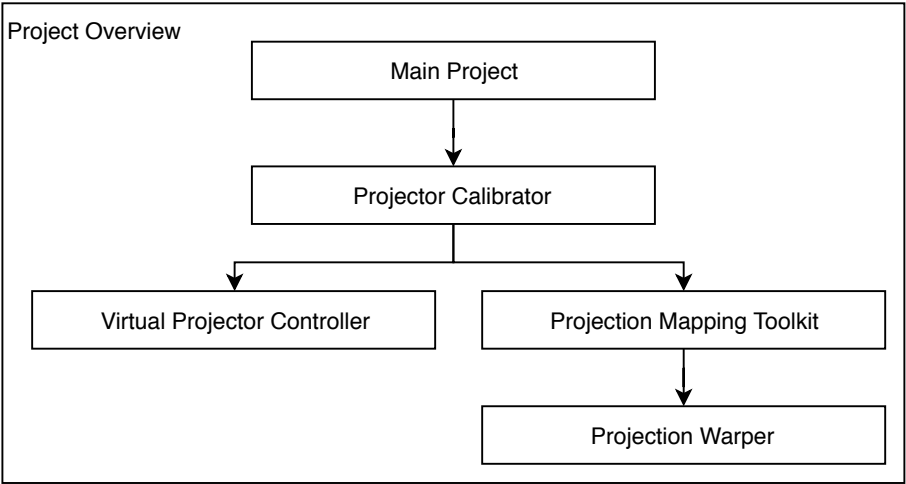 Project Overview
Main Project
Projector Calibrator
Virtual Projector Controller
Projection Mapping Toolkit
Projection Warper